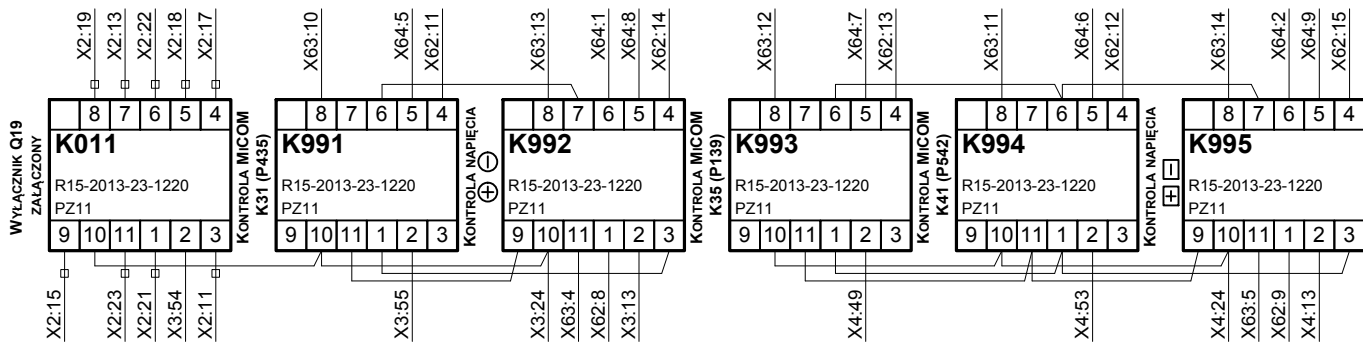 X2:19 X2:13 X2:22 X2:18 X2:17 X63:10 X64:5 X62:11 X63:13 X64:1 X64:8 X62:14 X63:12 X64:7 X62:13 X63:11 X64:6 X62:12 X63:14 X64:2 X64:9 X62:15
WYŁĄCZNIK Q19
ZAŁĄCZONY
8 7 6 5 4
K011
R15-2013-23-1220
PZ11
9 10 11 1 2 3
KONTROLA MICOM
K31 (P435)
8 7 6 5 4
K991
R15-2013-23-1220
PZ11
9 10 11 1 2 3
KONTROLA NAPIĘCIA
⊕ ⊖
8 7 6 5 4
K992
R15-2013-23-1220
PZ11
9 10 11 1 2 3
KONTROLA MICOM
K35 (P139)
8 7 6 5 4
K993
R15-2013-23-1220
PZ11
9 10 11 1 2 3
KONTROLA MICOM
K41 (P542)
8 7 6 5 4
K994
R15-2013-23-1220
PZ11
9 10 11 1 2 3
KONTROLA NAPIĘCIA
⊞ ⊟
8 7 6 5 4
K995
R15-2013-23-1220
PZ11
9 10 11 1 2 3
X2:15 X2:23 X2:21 X3:54 X2:11 X3:55 X3:24 X63:4 X62:8 X3:13 X4:49 X4:53 X4:24 X63:5 X62:9 X4:13